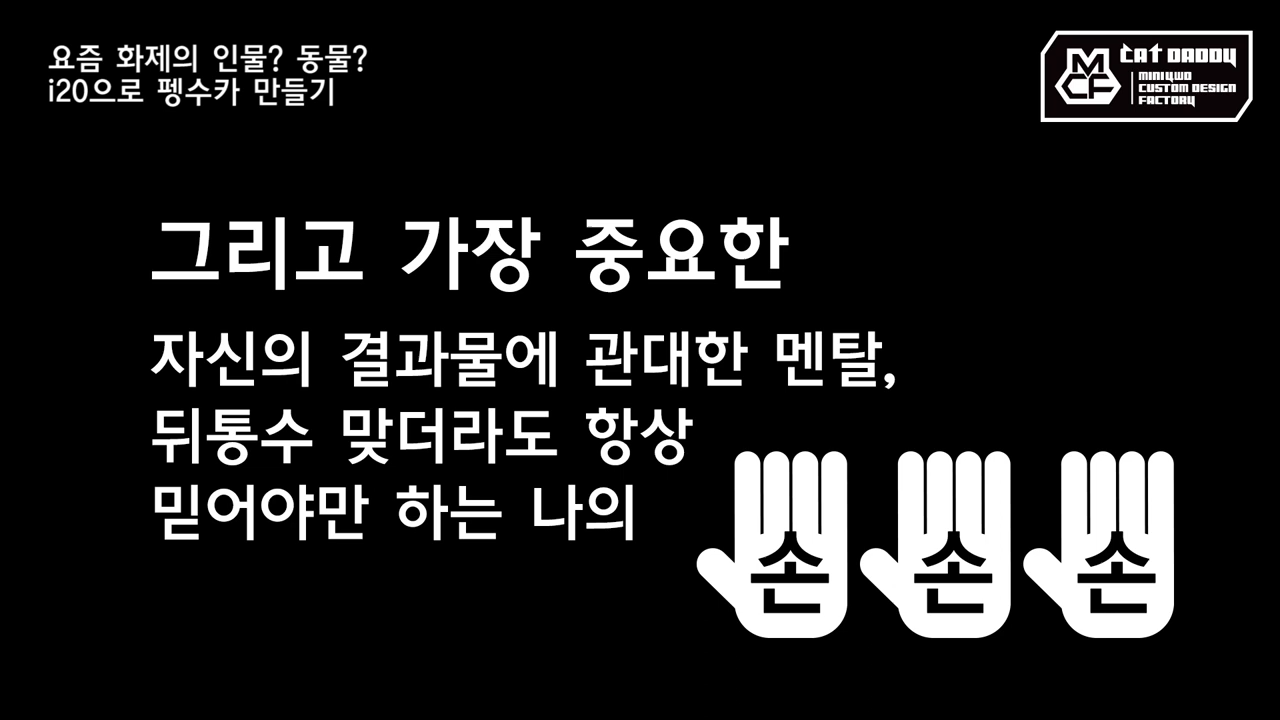 요즘 화제의 인물? 동물?
i20으로 펭수카 만들기
MCF
CAT DADDY
MINI4WD
CUSTOM DESIGN
FACTORY
그리고 가장 중요한
자신의 결과물에 관대한 멘탈,
뒤통수 맞더라도 항상
믿어야만 하는 나의
손 손 손